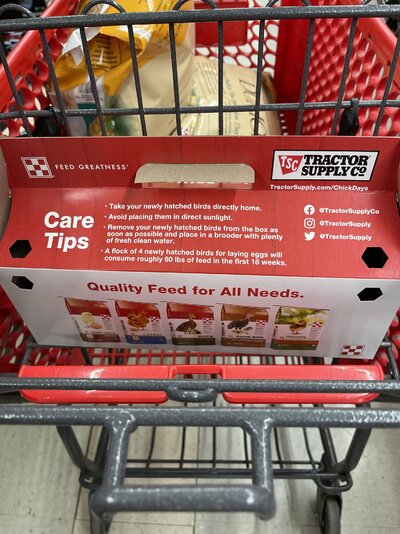 FEED GREATNESS®
TSC TRACTOR SUPPLY CO
TractorSupply.com/ChickDays
Care Tips
• Take your newly hatched birds directly home.
• Avoid placing them in direct sunlight.
• Remove your newly hatched birds from the box as
soon as possible and place in a brooder with plenty
of fresh clean water.
• A flock of 4 newly hatched birds for laying eggs will
consume roughly 60 lbs of feed in the first 18 weeks.
@TractorSupplyCo
@TractorSupply
@TractorSupply
Quality Feed for All Needs.
DUCK
ORGANIC